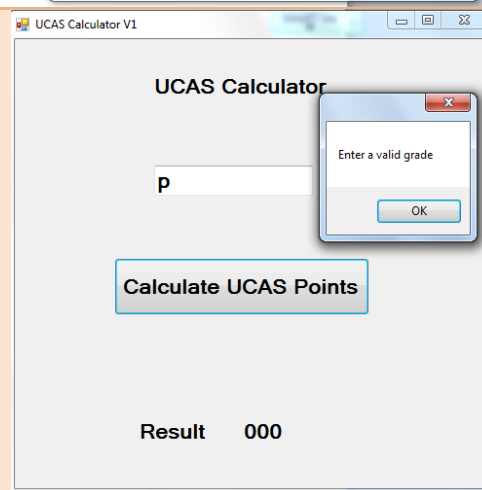 UCAS Calculator V1
UCAS Calculator
Enter a valid grade
p
OK
Calculate UCAS Points
Result 000